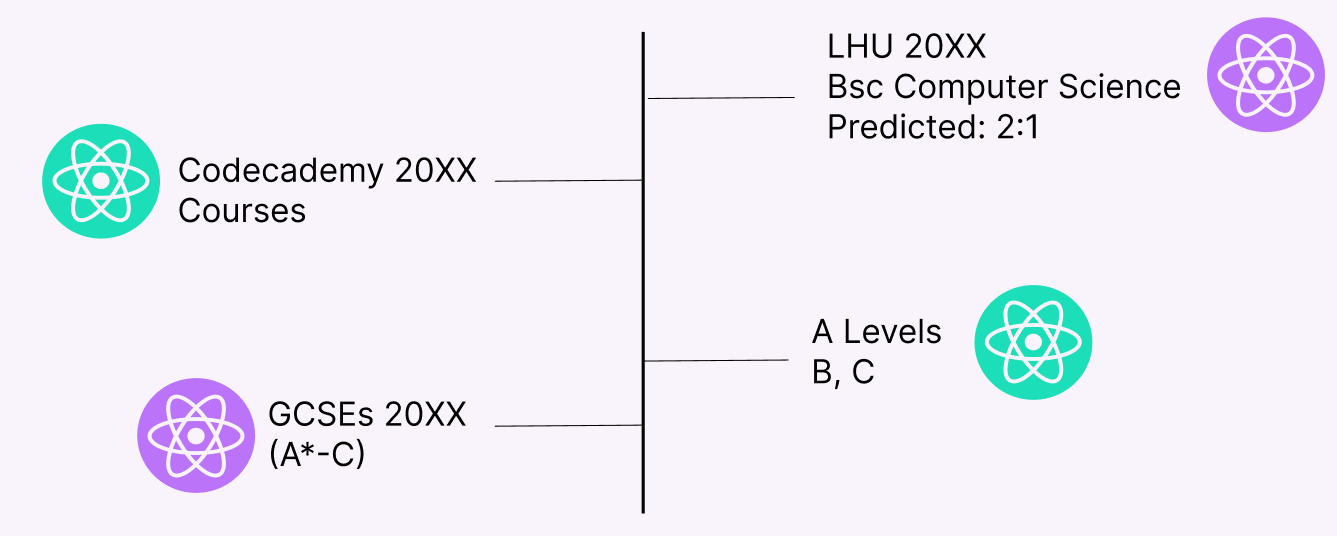 LHU 20XX
Bsc Computer Science
Predicted: 2:1
Codecademy 20XX
Courses
A Levels
B, C
GCSEs 20XX
(A*-C)